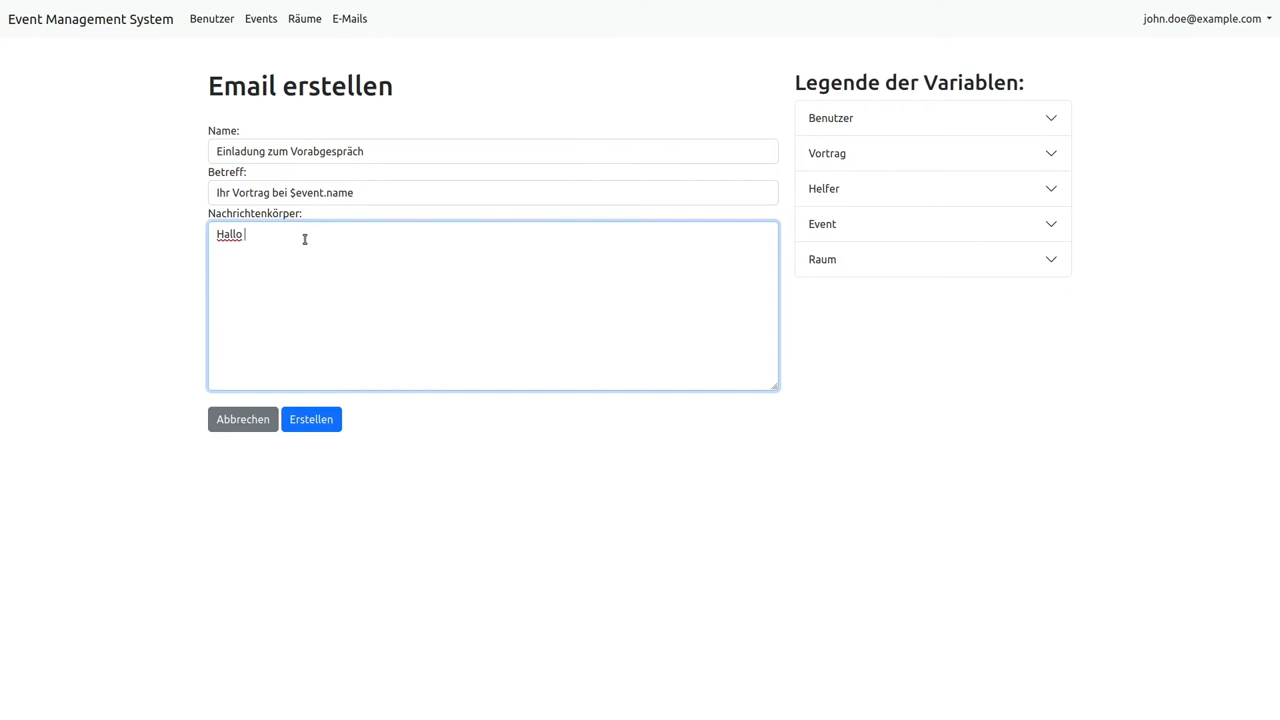 Event Management System Benutzer Events Räume E-Mails john.doe@example.com
Email erstellen
Name:
Einladung zum Vorabgespräch
Betreff:
Ihr Vortrag bei $event.name
Nachrichtenkörper:
Hallo
Abbrechen Erstellen
Legende der Variablen:
Benutzer
Vortrag
Helfer
Event
Raum